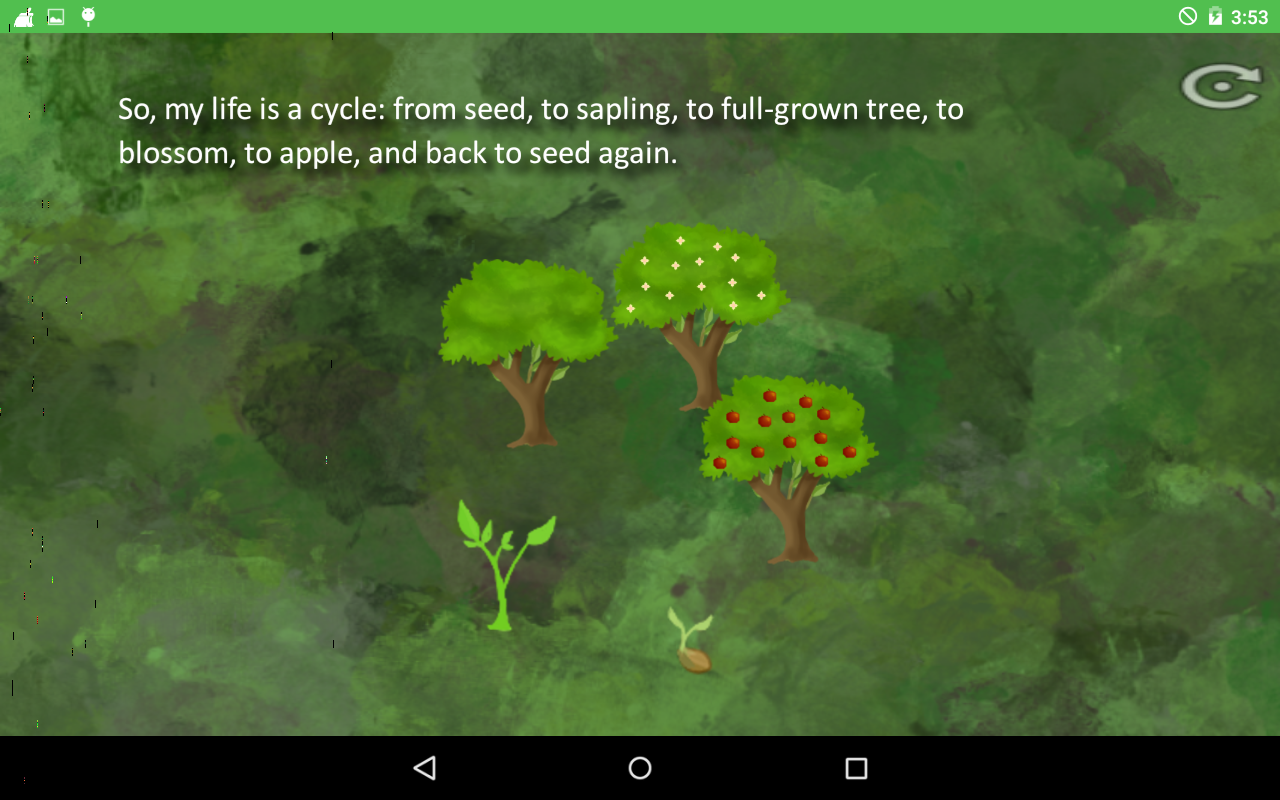 3:53
So, my life is a cycle: from seed, to sapling, to full-grown tree, to
blossom, to apple, and back to seed again.